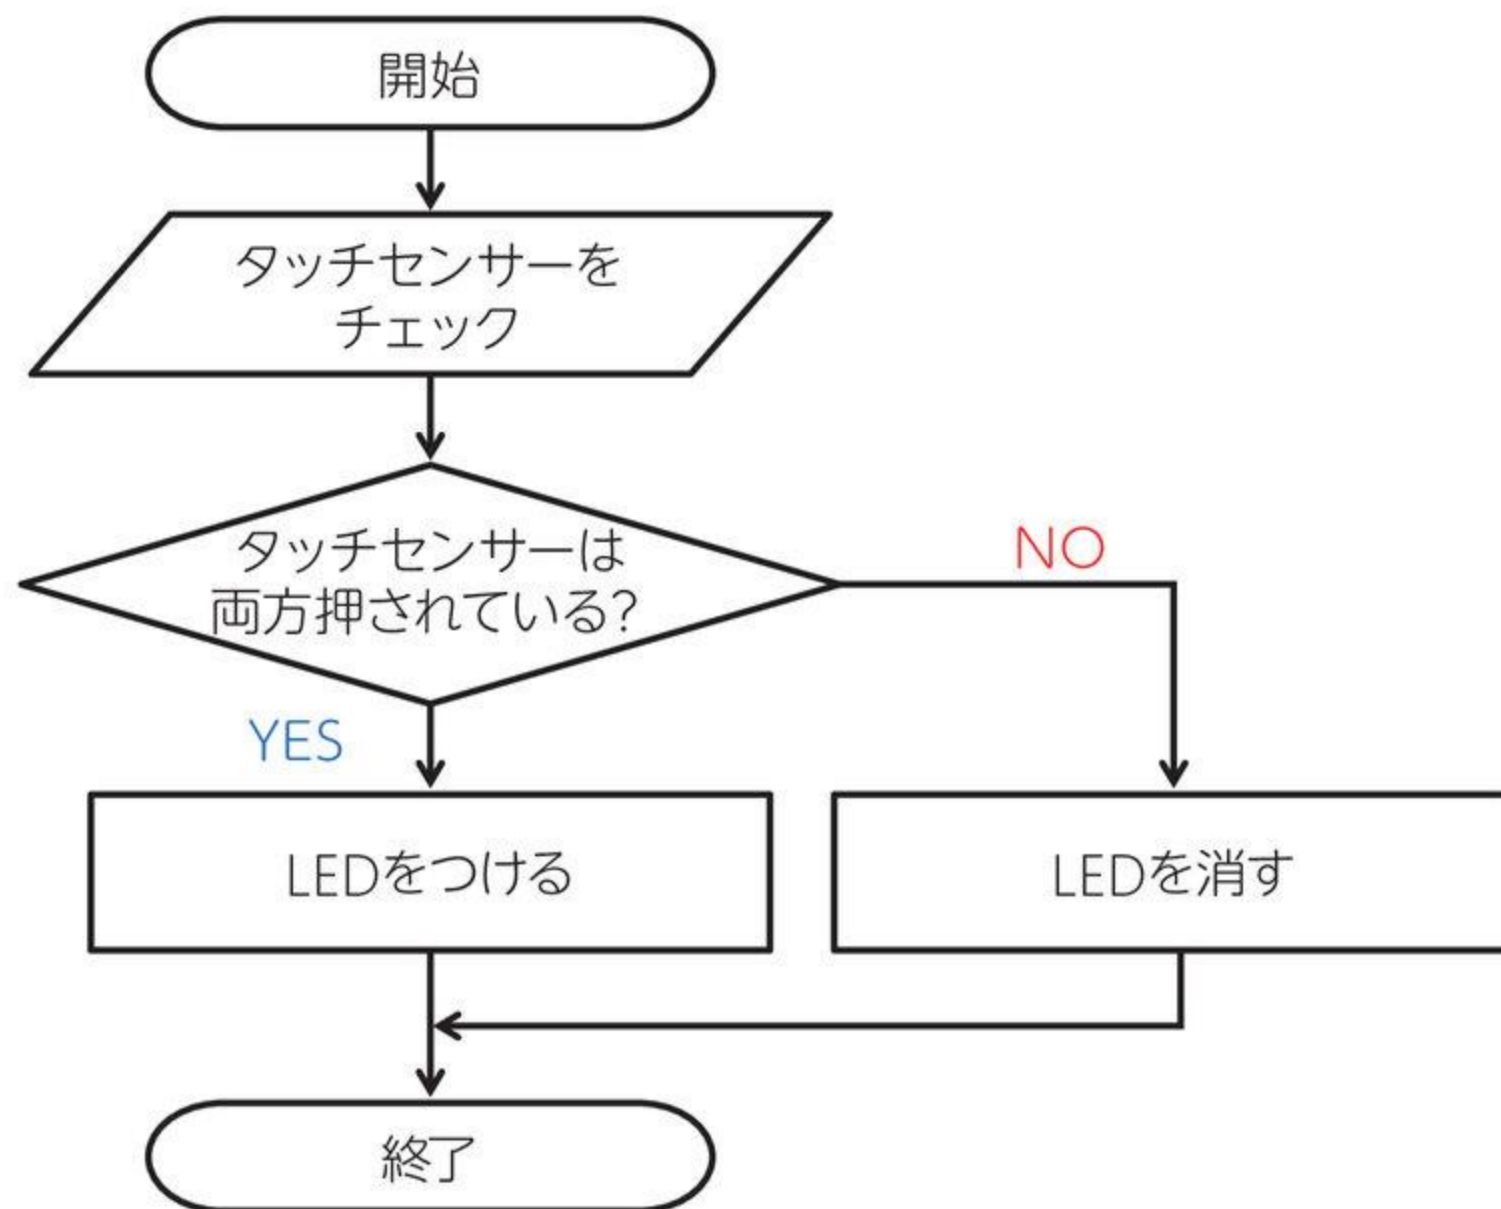 開始
タッチセンサーを
チェック
タッチセンサーは
両方押されている?
NO
YES
LEDをつける
LEDを消す
終了